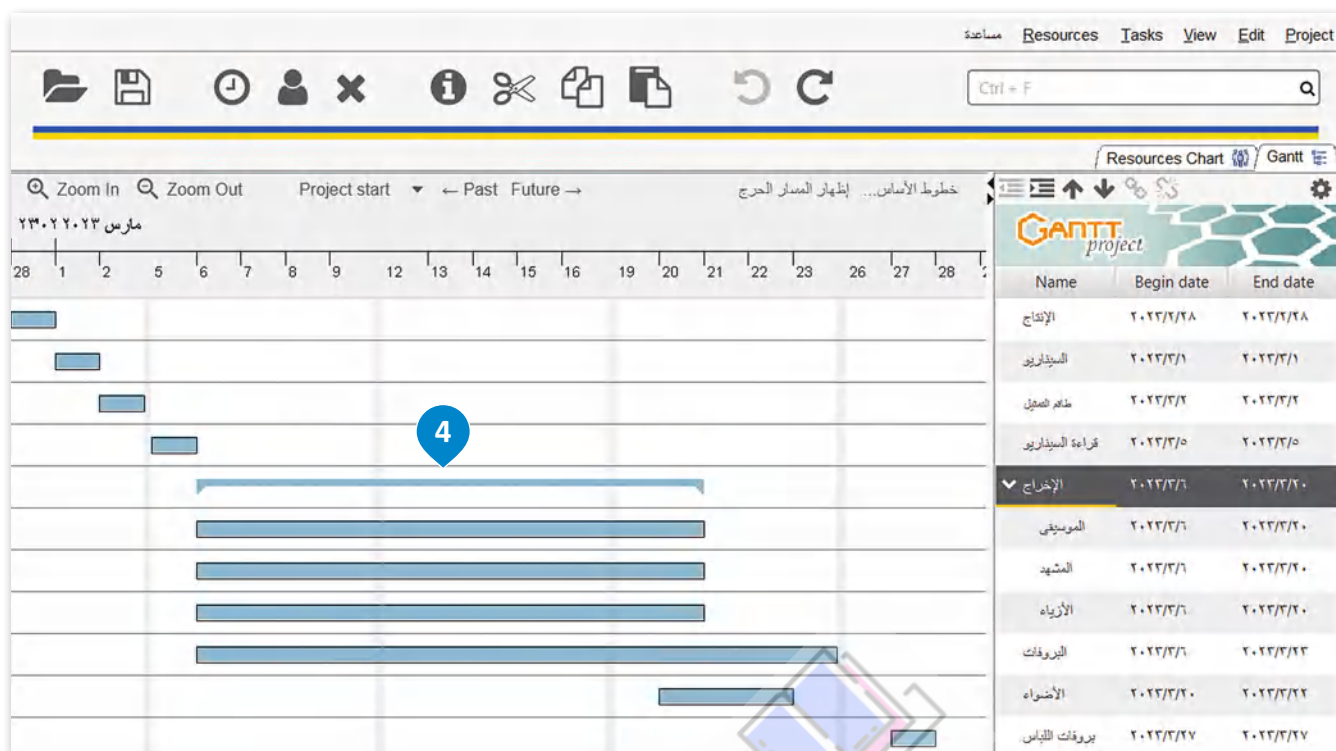 Project Edit View Tasks Resources مساعدة
Ctrl + F
Gantt Resources Chart
Zoom In Zoom Out Project start ← Past Future → خطوط الأساس... إظهار المسار الحرج
مارس ٢٠٢٣
28 1 2 5 6 7 8 9 12 13 14 15 16 19 20 21 22 23 26 27 28
GANTT
project
Name Begin date End date
الإنتاج ٢٠٢٣/٢/٢٨ ٢٠٢٣/٢/٢٨
السيناريو ٢٠٢٣/٣/١ ٢٠٢٣/٣/١
طاقم التمثيل ٢٠٢٣/٣/٢ ٢٠٢٣/٣/٢
قراءة السيناريو ٢٠٢٣/٣/٥ ٢٠٢٣/٣/٥
4
الإخراج ٢٠٢٣/٣/٦ ٢٠٢٣/٣/٢٠
الموسيقى ٢٠٢٣/٣/٦ ٢٠٢٣/٣/٢٠
المشهد ٢٠٢٣/٣/٦ ٢٠٢٣/٣/٢٠
الأزياء ٢٠٢٣/٣/٦ ٢٠٢٣/٣/٢٠
البروفات ٢٠٢٣/٣/٦ ٢٠٢٣/٣/٢٣
الأضواء ٢٠٢٣/٣/٢٠ ٢٠٢٣/٣/٢٢
بروفات اللباس ٢٠٢٣/٣/٢٧ ٢٠٢٣/٣/٢٧